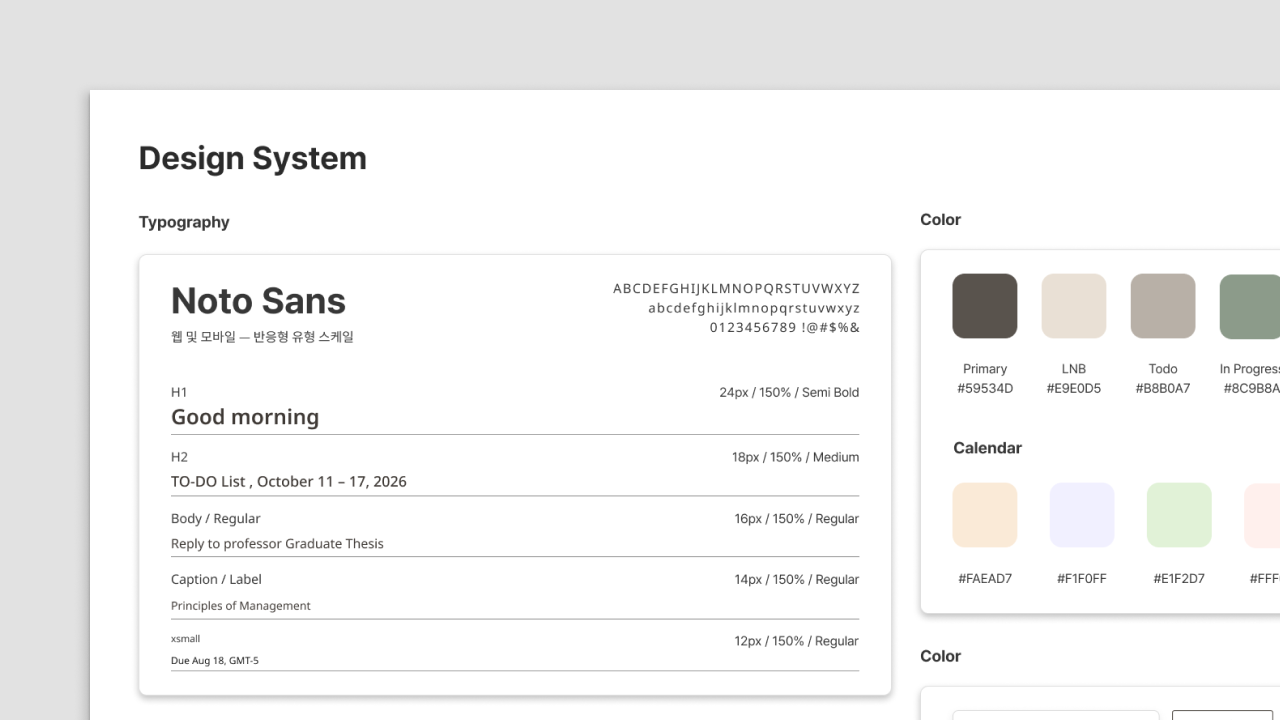 Design System
Typography
Noto Sans
웹 및 모바일 — 반응형 유형 스케일
ABCDEFGHIJKLMNOPQRSTUVWXYZ
abcdefghijklmnopqrstuvwxyz
0123456789 !@#$%&
H1
24px / 150% / Semi Bold
Good morning
H2
18px / 150% / Medium
TO-DO List , October 11 – 17, 2026
Body / Regular
16px / 150% / Regular
Reply to professor Graduate Thesis
Caption / Label
14px / 150% / Regular
Principles of Management
xsmall
12px / 150% / Regular
Due Aug 18, GMT-5
Color
Primary
#59534D
LNB
#E9E0D5
Todo
#B8B0A7
In Progress
#8C9B8A
Calendar
#FAEAD7
#F1F0FF
#E1F2D7
Color